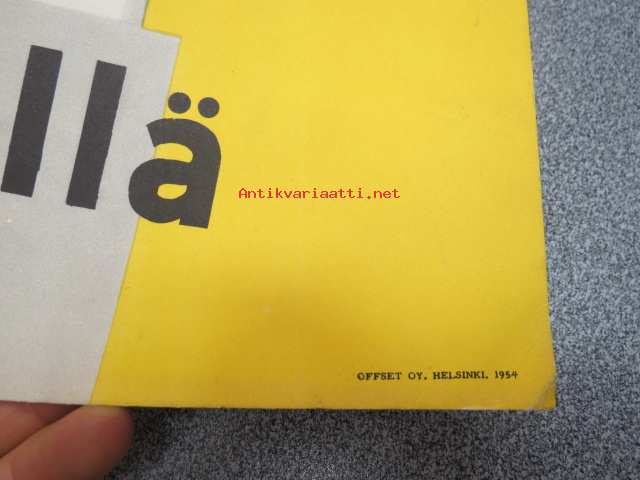 llä
Antikvariaatti.net
OFFSET OY. HELSINKI. 1954